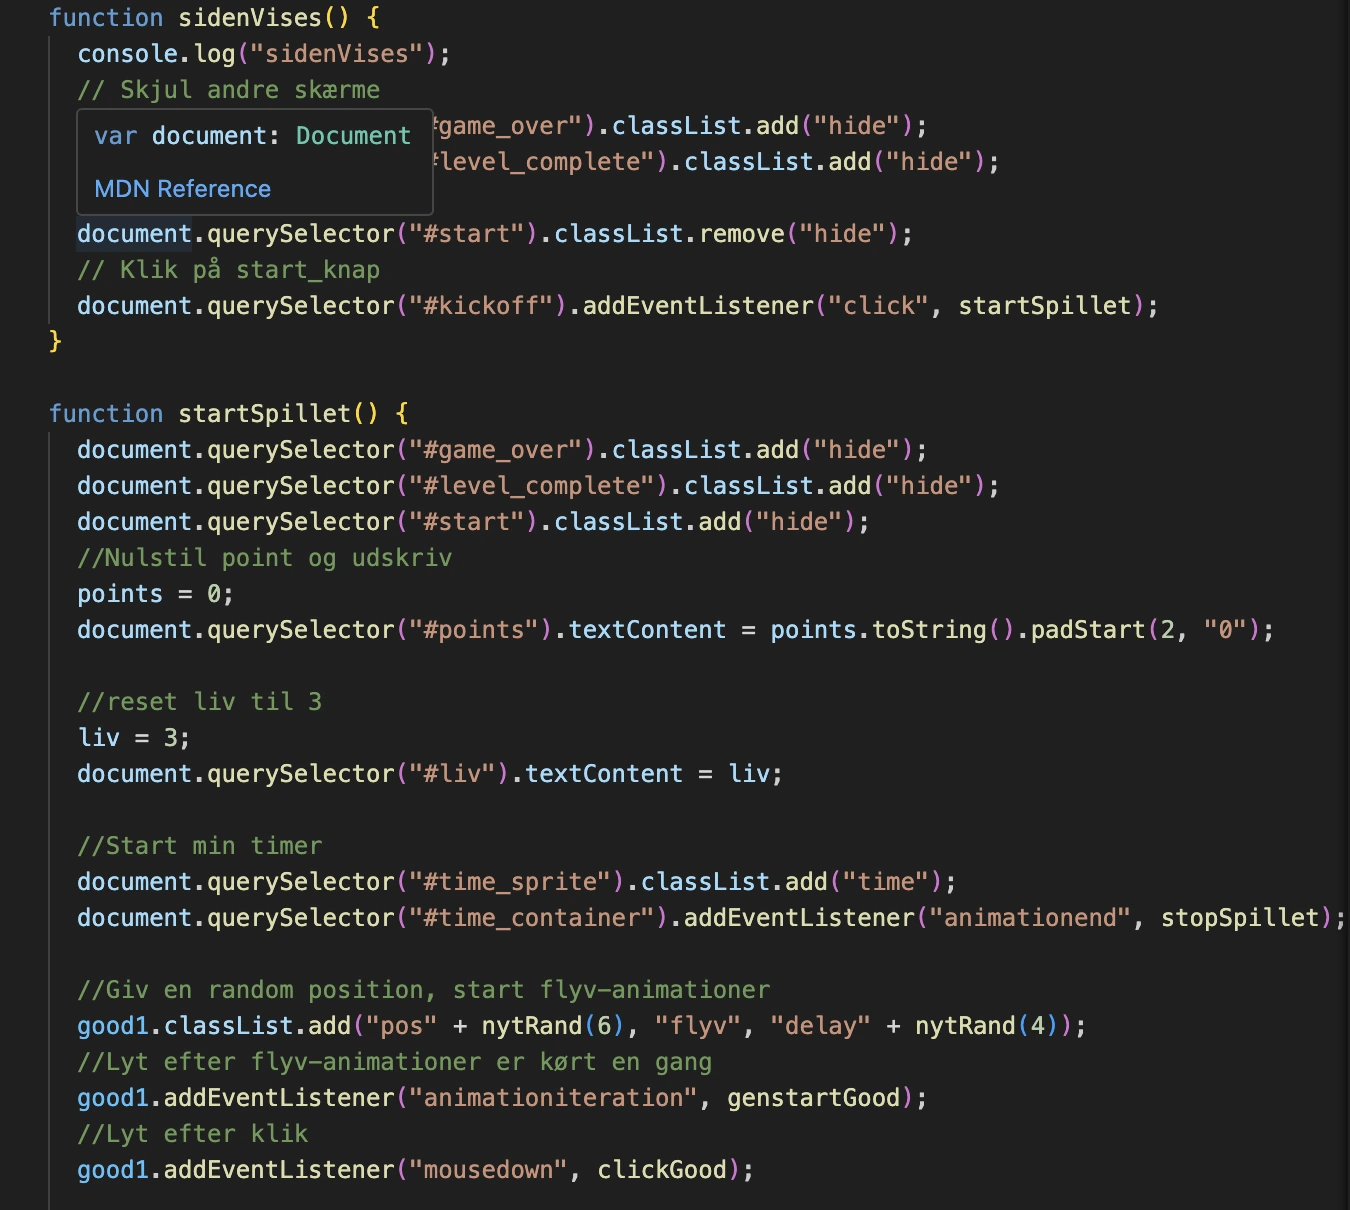 function sidenVises() {
console.log("sidenVises");
// Skjul andre skærme
#game_over").classList.add("hide");
var document: Document
#level_complete").classList.add("hide");
MDN Reference
document.querySelector("#start").classList.remove("hide");
// Klik på start_knap
document.querySelector("#kickoff").addEventListener("click", startSpillet);
}
function startSpillet() {
document.querySelector("#game_over").classList.add("hide");
document.querySelector("#level_complete").classList.add("hide");
document.querySelector("#start").classList.add("hide");
//Nulstil point og udskriv
points = 0;
document.querySelector("#points").textContent = points.toString().padStart(2, "0");
//reset liv til 3
liv = 3;
document.querySelector("#liv").textContent = liv;
//Start min timer
document.querySelector("#time_sprite").classList.add("time");
document.querySelector("#time_container").addEventListener("animationend", stopSpillet);
//Giv en random position, start flyv-animationer
good1.classList.add("pos" + nytRand(6), "flyv", "delay" + nytRand(4));
//Lyt efter flyv-animationer er kørt en gang
good1.addEventListener("animationiteration", genstartGood);
//Lyt efter klik
good1.addEventListener("mousedown", clickGood);